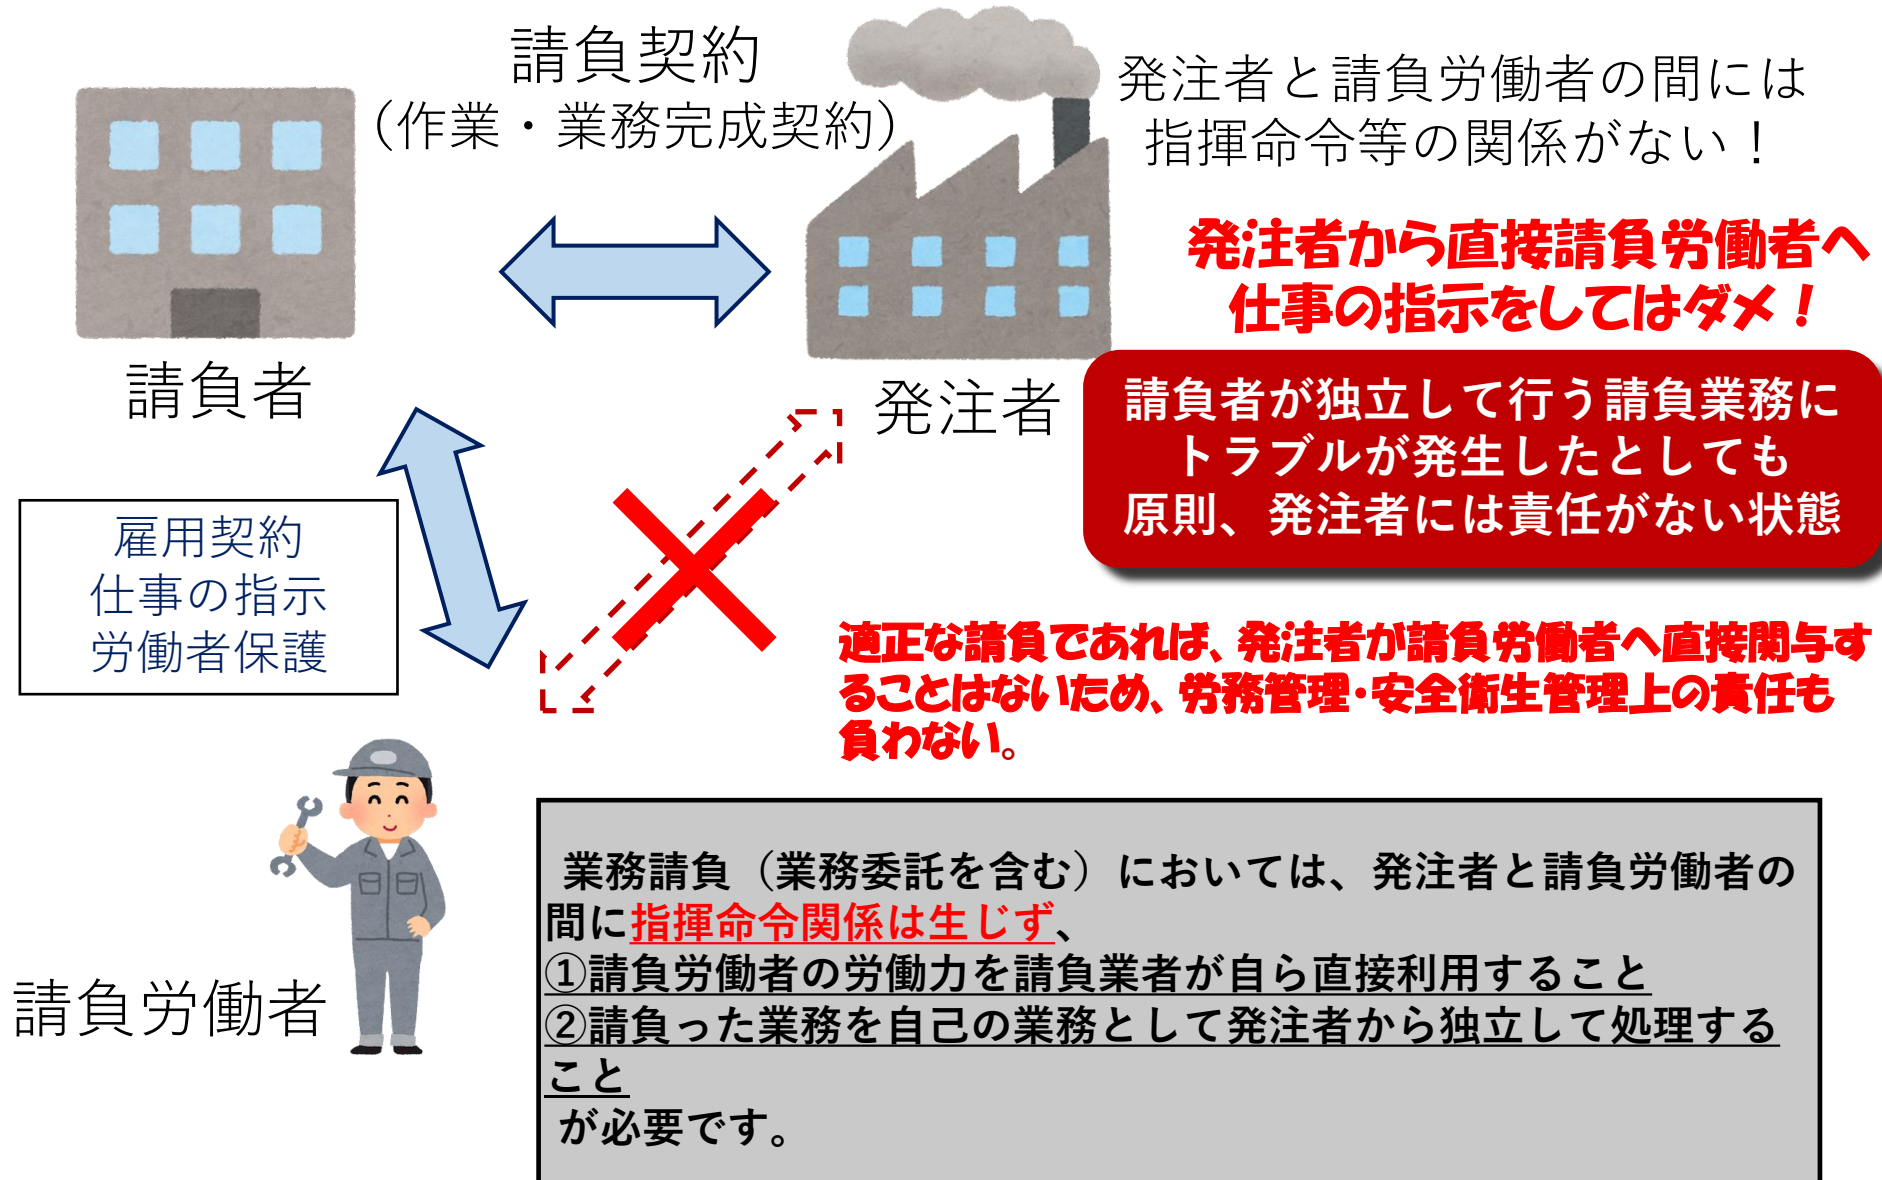 請負契約
（作業・業務完成契約）
発注者と請負労働者の間には
指揮命令等の関係がない！
発注者から直接請負労働者へ
仕事の指示をしてはダメ！
請負者
発注者
請負者が独立して行う請負業務に
トラブルが発生したとしても
原則、発注者には責任がない状態
雇用契約
仕事の指示
労働者保護
適正な請負であれば、発注者が請負労働者へ直接関与す
ることはないため、労務管理・安全衛生管理上の責任も
負わない。
請負労働者
業務請負（業務委託を含む）においては、発注者と請負労働者の
間に指揮命令関係は生じず、
①請負労働者の労働力を請負業者が自ら直接利用すること
②請負った業務を自己の業務として発注者から独立して処理する
こと
が必要です。